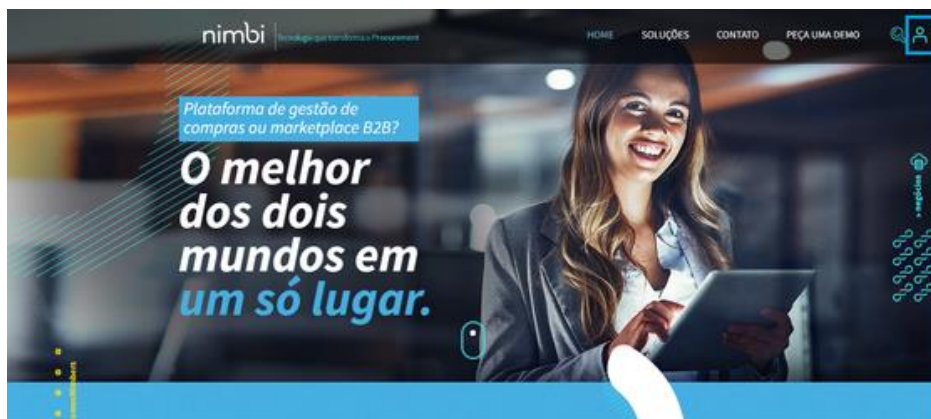 nimbi
Tecnologia que transforma o Procurement
HOME SOLUÇÕES CONTATO PEÇA UMA DEMO
Plataforma de gestão de
compras ou marketplace B2B?
O melhor
dos dois
mundos em
um só lugar.
+ negócios